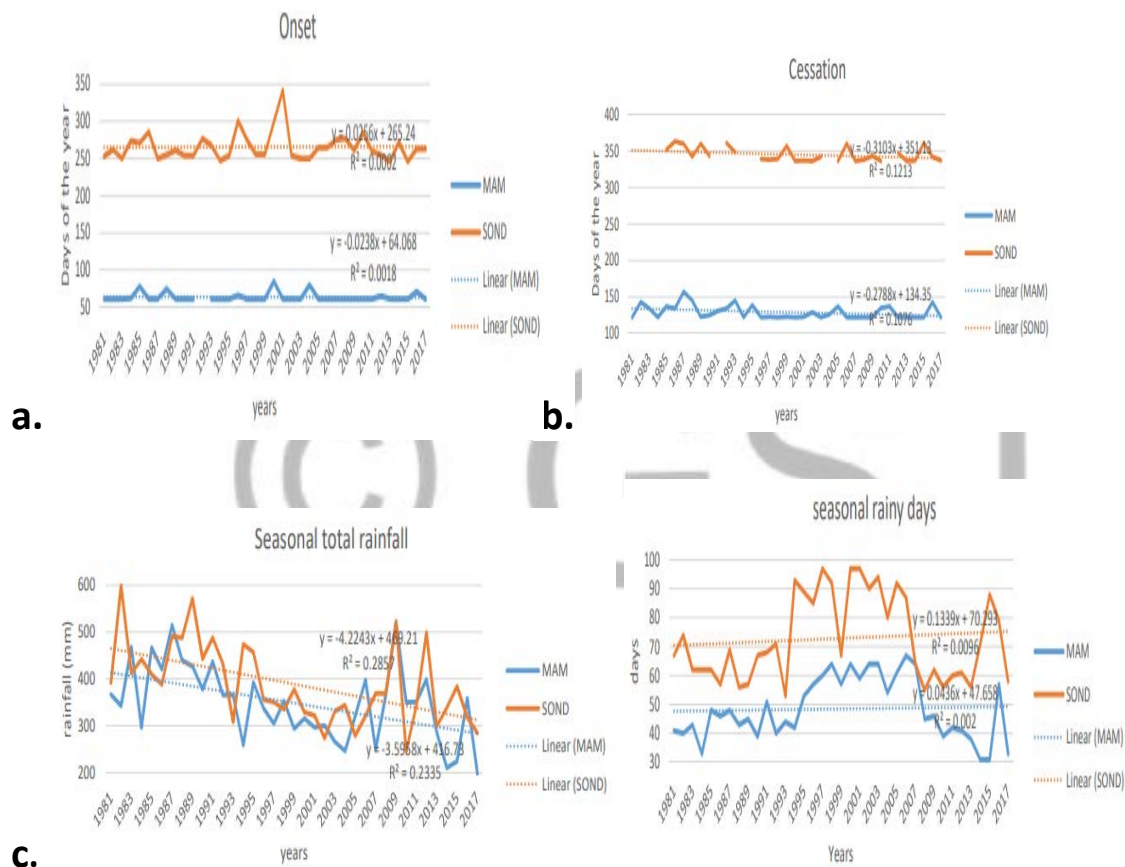 Onset
350
300
250
200
150
100
50
Days of the year
y = 0.0266x + 265.24
R² = 0.0002
y = -0.0238x + 64.068
R² = 0.0018
MAM
SOND
Linear (MAM)
Linear (SOND)
1981 1983 1985 1987 1989 1991 1993 1995 1997 1999 2001 2003 2005 2007 2009 2011 2013 2015 2017
years
a.
Cessation
400
350
300
250
200
150
100
Days of the year
y = -0.3103x + 351.13
R² = 0.1213
y = -0.2788x + 134.35
R² = 0.1076
MAM
SOND
Linear (MAM)
Linear (SOND)
1981 1983 1985 1987 1989 1991 1993 1995 1997 1999 2001 2003 2005 2007 2009 2011 2013 2015 2017
years
b.
Seasonal total rainfall
600
500
400
300
200
rainfall (mm)
y = -4.2243x + 469.21
R² = 0.2857
y = -3.5958x + 416.78
R² = 0.2335
MAM
SOND
Linear (MAM)
Linear (SOND)
1981 1983 1985 1987 1989 1991 1993 1995 1997 1999 2001 2003 2005 2007 2009 2011 2013 2015 2017
years
c.
seasonal rainy days
100
90
80
70
60
50
40
30
days
y = 0.1339x + 70.293
R² = 0.0096
y = 0.0436x + 47.658
R² = 0.002
MAM
SOND
Linear (MAM)
Linear (SOND)
1981 1983 1985 1987 1989 1991 1993 1995 1997 1999 2001 2003 2005 2007 2009 2011 2013 2015 2017
Years